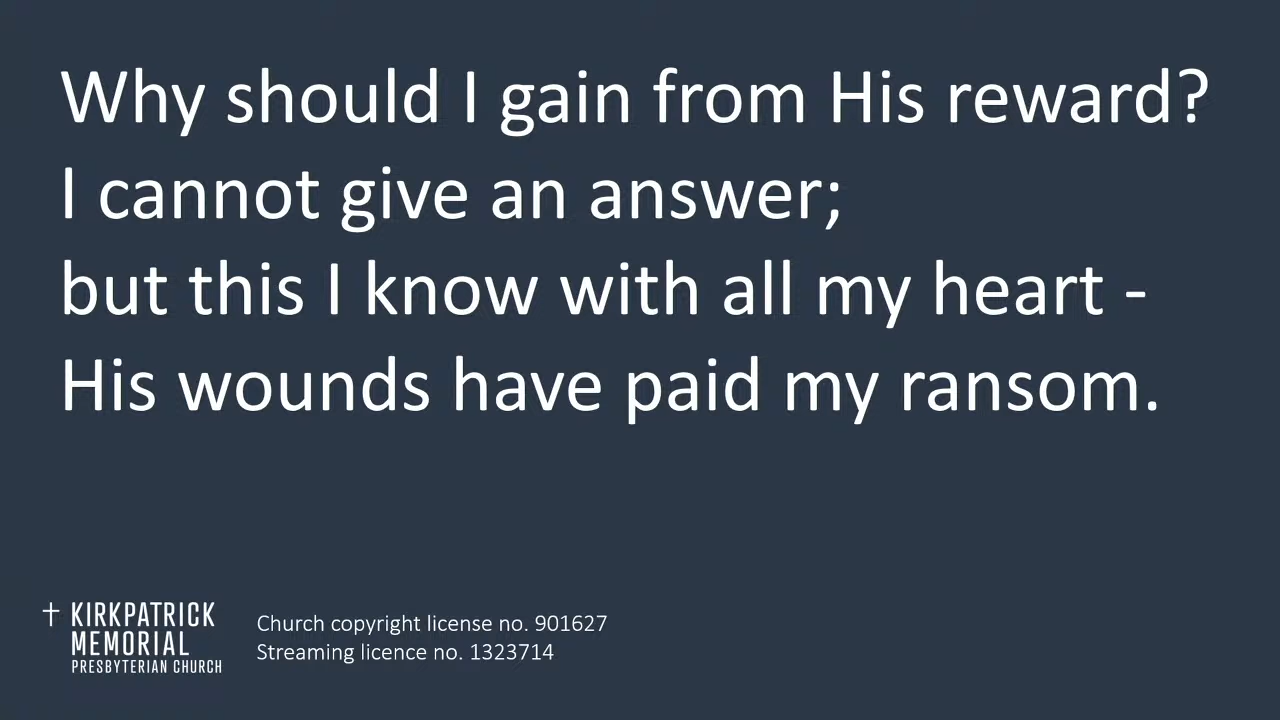 Why should I gain from His reward?
I cannot give an answer;
but this I know with all my heart -
His wounds have paid my ransom.
KIRKPATRICK
MEMORIAL
PRESBYTERIAN CHURCH
Church copyright license no. 901627
Streaming licence no. 1323714